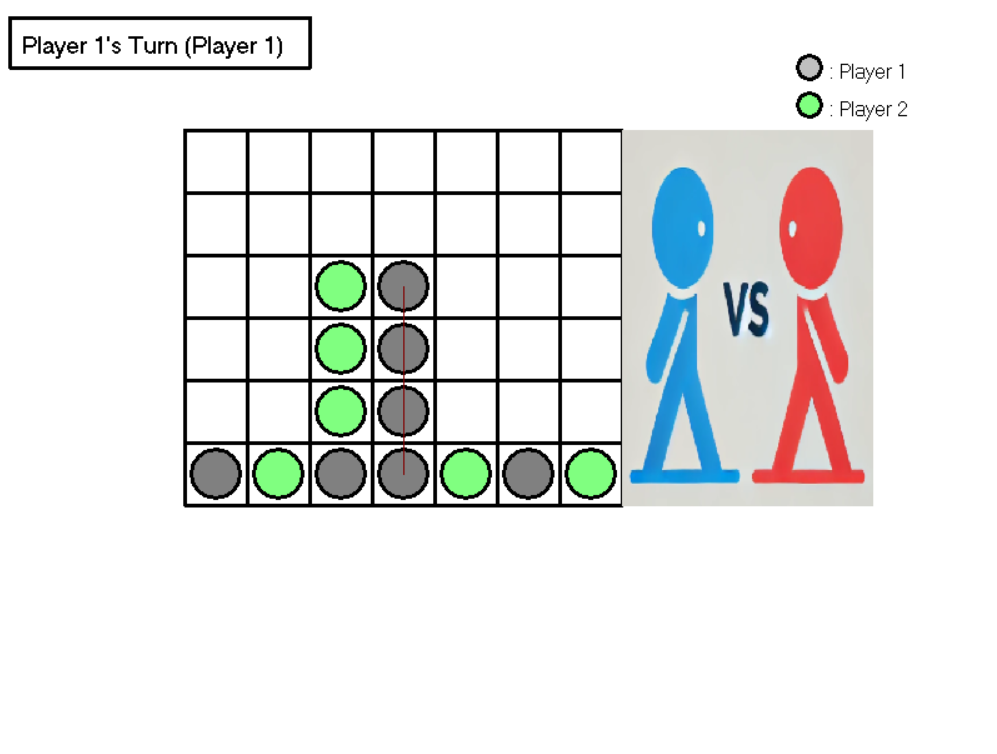 Player 1's Turn (Player 1)
: Player 1
: Player 2
VS